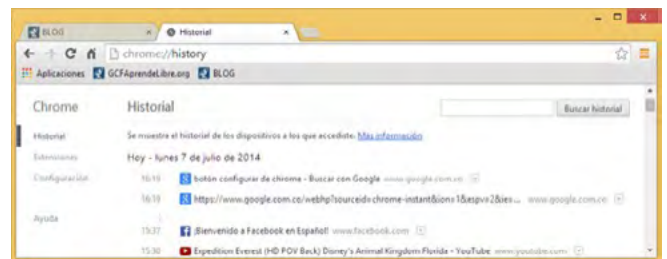 BLOG
Historial
chrome://history
Aplicaciones GCFAprendeLibre.org BLOG
Chrome
Historial
Buscar historial
Historial
Se muestra el historial de los dispositivos a los que accediste. Más información
Extensiones
Hoy - lunes 7 de julio de 2014
Configuración
16:19 botón configurar de chrome - Buscar con Google www.google.com.co
16:19 https://www.google.com.co/webhp?sourceid=chrome-instant&ion=1&espv=2&ies... www.google.com.co
Ayuda
15:37 ¡Bienvenido a Facebook en Español! www.facebook.com
15:30 Expedition Everest (HD POV Back) Disney's Animal Kingdom Florida - YouTube www.youtube.com